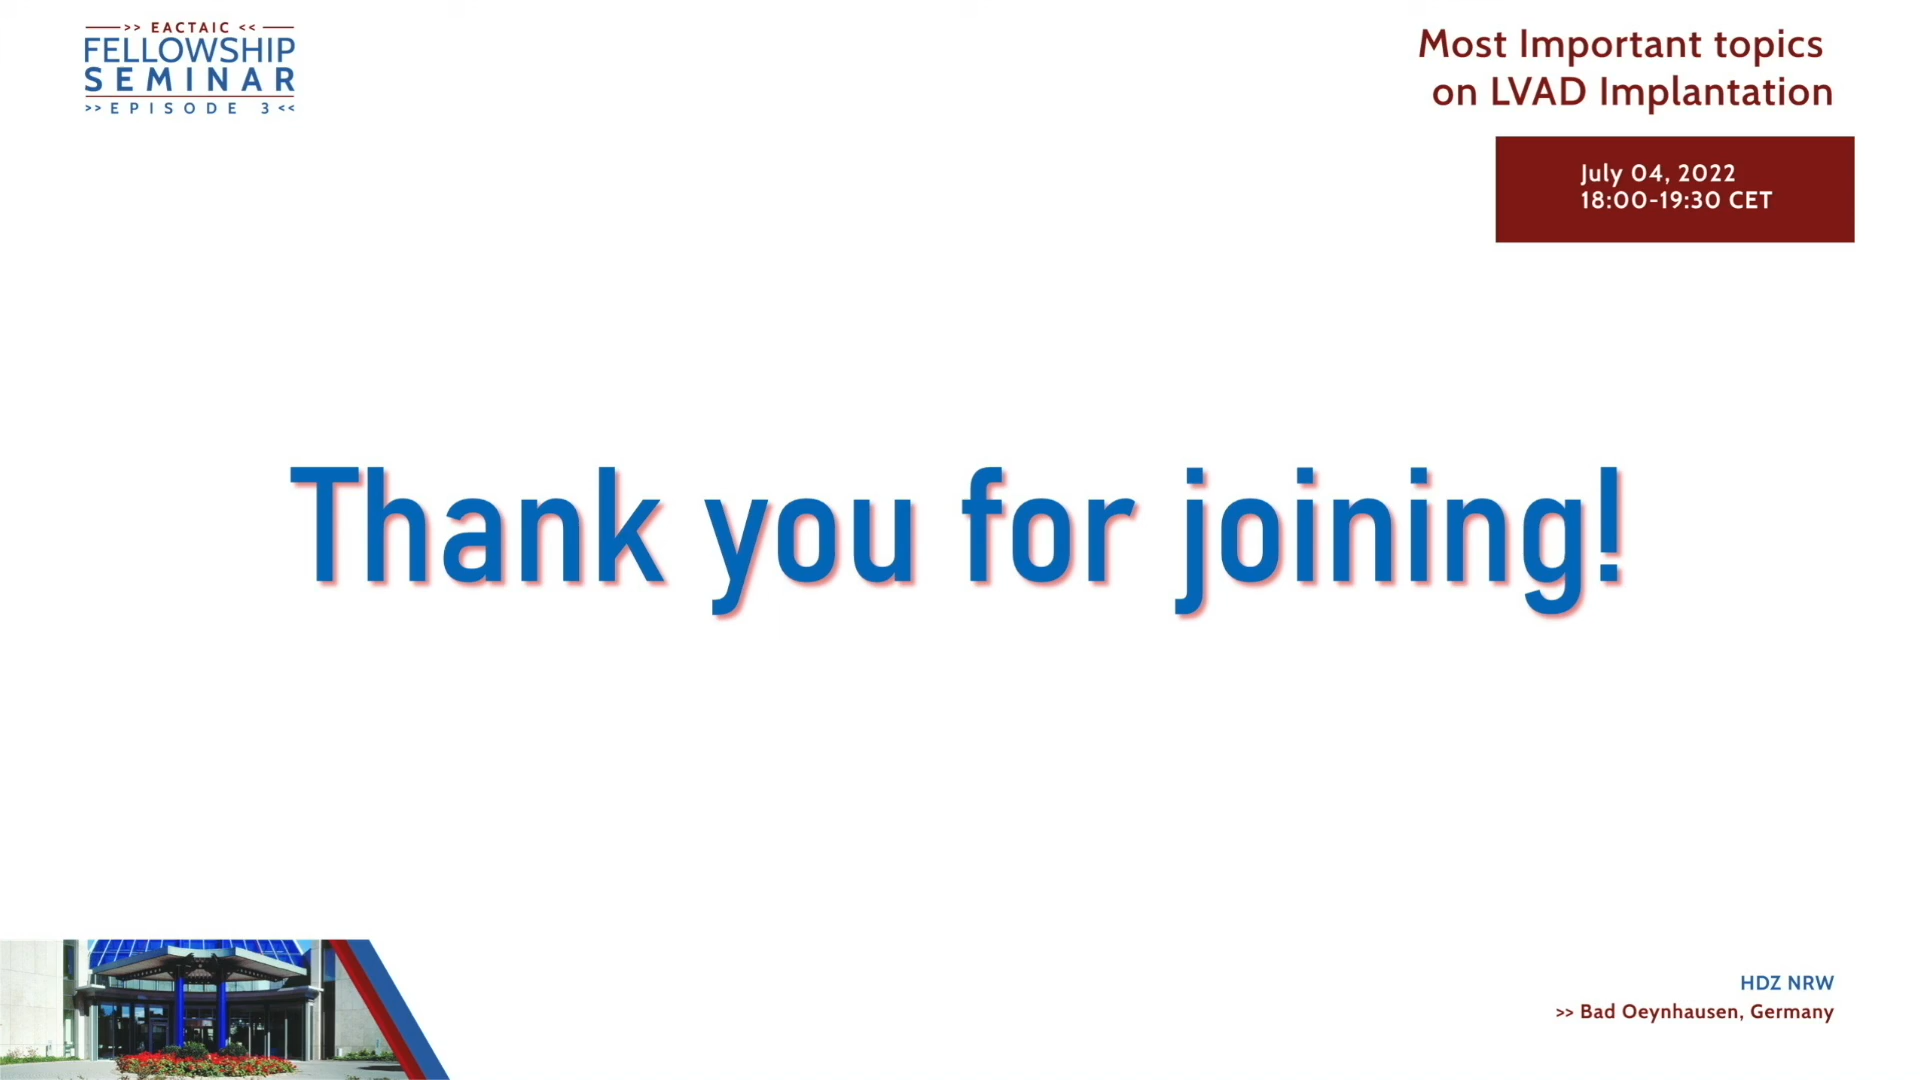 >> EACTAIC <<
FELLOWSHIP
SEMINAR
>> EPISODE 3 <<
Most Important topics
on LVAD Implantation
July 04, 2022
18:00-19:30 CET
Thank you for joining!
HDZ NRW
>> Bad Oeynhausen, Germany